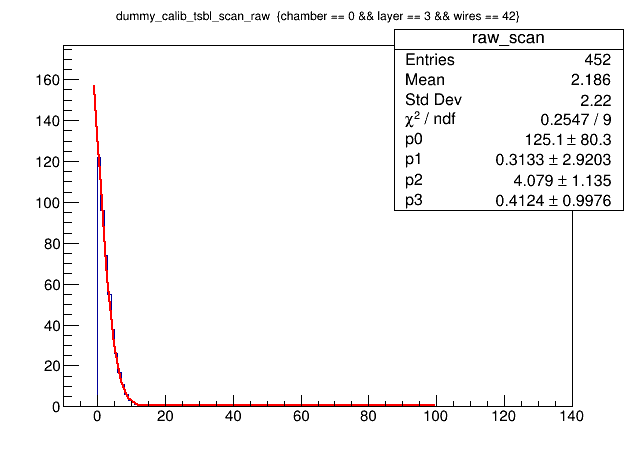 dummy_calib_tsbl_scan_raw {chamber == 0 && layer == 3 && wires == 42}
raw_scan
Entries 452
Mean 2.186
Std Dev 2.22
χ² / ndf 0.2547 / 9
p0 125.1 ± 80.3
p1 0.3133 ± 2.9203
p2 4.079 ± 1.135
p3 0.4124 ± 0.9976
160
140
120
100
80
60
40
20
0
0 20 40 60 80 100 120 140